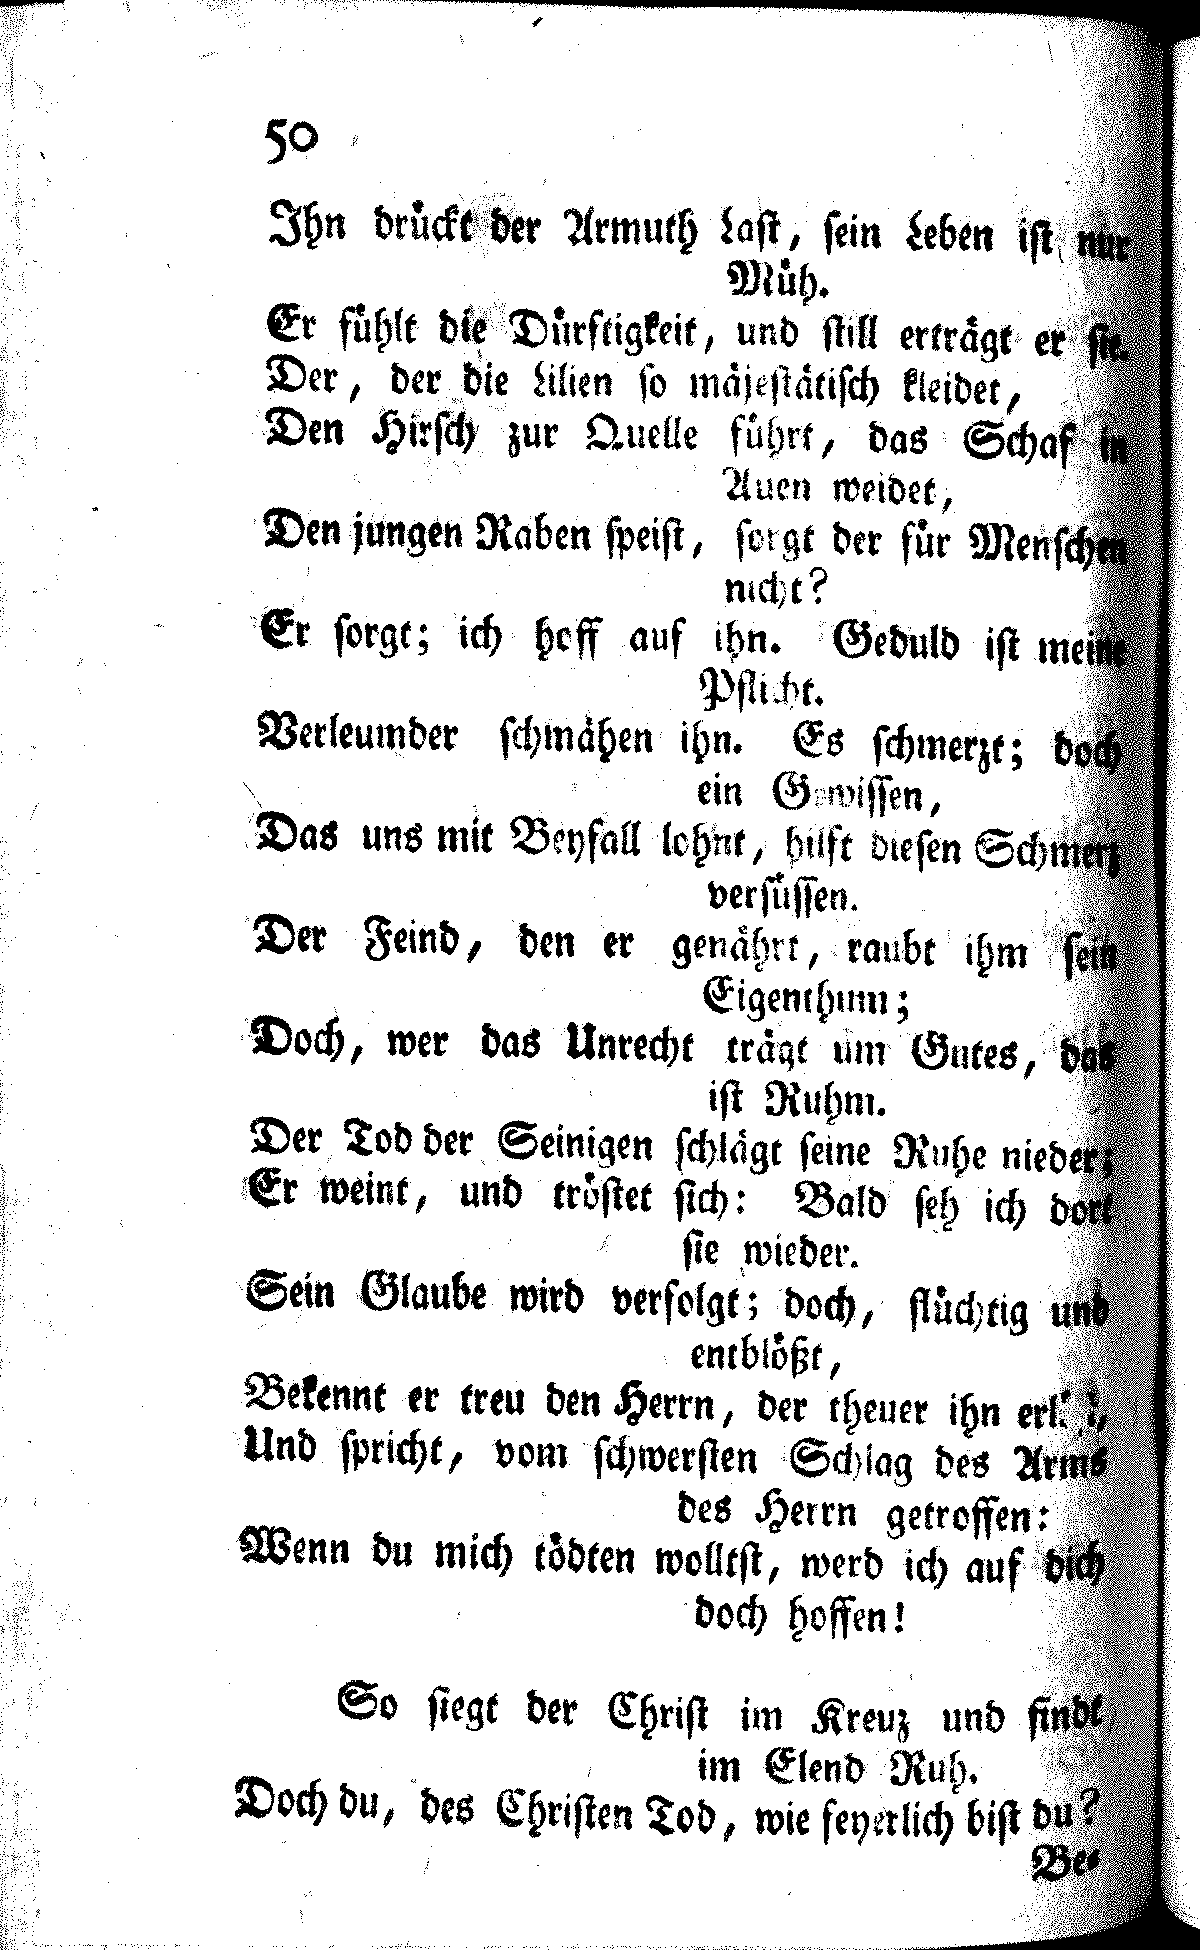 50
Ihn drückt der Armuth Last, sein Leben ist nur
Müh.
Er fühlt die Dürftigkeit, und still erträgt er sie.
Der, der die Lilien so mäjestätisch kleidet,
Den Hirsch zur Quelle führt, das Schaf in
Auen weidet,
Den jungen Raben speist, sorgt der für Menschen
nicht?
Er sorgt; ich hoff auf ihn. Geduld ist meine
Pflicht.
Verleumder schmähen ihn. Es schmerzt; doch
ein Gewissen,
Das uns mit Beyfall lohnt, hilft diesen Schmerz
versüssen.
Der Feind, den er genährt, raubt ihm sein
Eigenthum;
Doch, wer das Unrecht trägt um Gutes, das
ist Ruhm.
Der Tod der Seinigen schlägt seine Ruhe nieder;
Er weint, und tröstet sich: Bald seh ich dort
sie wieder.
Sein Glaube wird verfolgt; doch, flüchtig und
entblößt,
Bekennt er treu den Herrn, der theuer ihn
Und spricht, vom schwersten Schlag des Arms
des Herrn getroffen:
Wenn du mich tödten wolltst, werd ich auf dich
doch hoffen!
So siegt der Christ im Kreuz und findt
im Elend Ruh.
Doch du, des Christen Tod, wie feyerlich bist du?
Be-